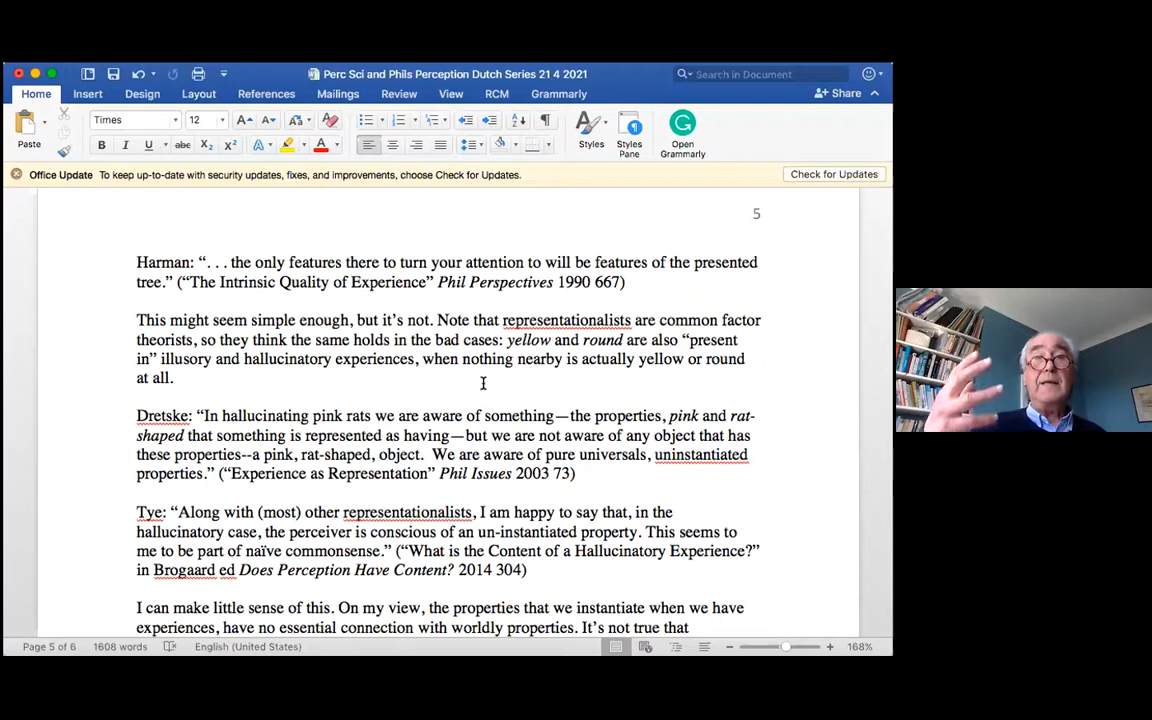 Perc Sci and Phils Perception Dutch Series 21 4 2021
Search in Document
Home Insert Design Layout References Mailings Review View RCM Grammarly
Share
Times 12
Paste
B I U abc X2 X2 A A
Styles Styles Pane Open Grammarly
Office Update To keep up-to-date with security updates, fixes, and improvements, choose Check for Updates.
Check for Updates
5
Harman: “. . . the only features there to turn your attention to will be features of the presented
tree.” (“The Intrinsic Quality of Experience” Phil Perspectives 1990 667)
This might seem simple enough, but it’s not. Note that representationalists are common factor
theorists, so they think the same holds in the bad cases: yellow and round are also “present
in” illusory and hallucinatory experiences, when nothing nearby is actually yellow or round
at all.
Dretske: “In hallucinating pink rats we are aware of something—the properties, pink and rat-
shaped that something is represented as having—but we are not aware of any object that has
these properties--a pink, rat-shaped, object.  We are aware of pure universals, uninstantiated
properties.” (“Experience as Representation” Phil Issues 2003 73)
Tye: “Along with (most) other representationalists, I am happy to say that, in the
hallucinatory case, the perceiver is conscious of an un-instantiated property. This seems to
me to be part of naïve commonsense.” (“What is the Content of a Hallucinatory Experience?”
in Brogaard ed Does Perception Have Content? 2014 304)
I can make little sense of this. On my view, the properties that we instantiate when we have
experiences, have no essential connection with worldly properties. It’s not true that
Page 5 of 6 1608 words English (United States) 168%